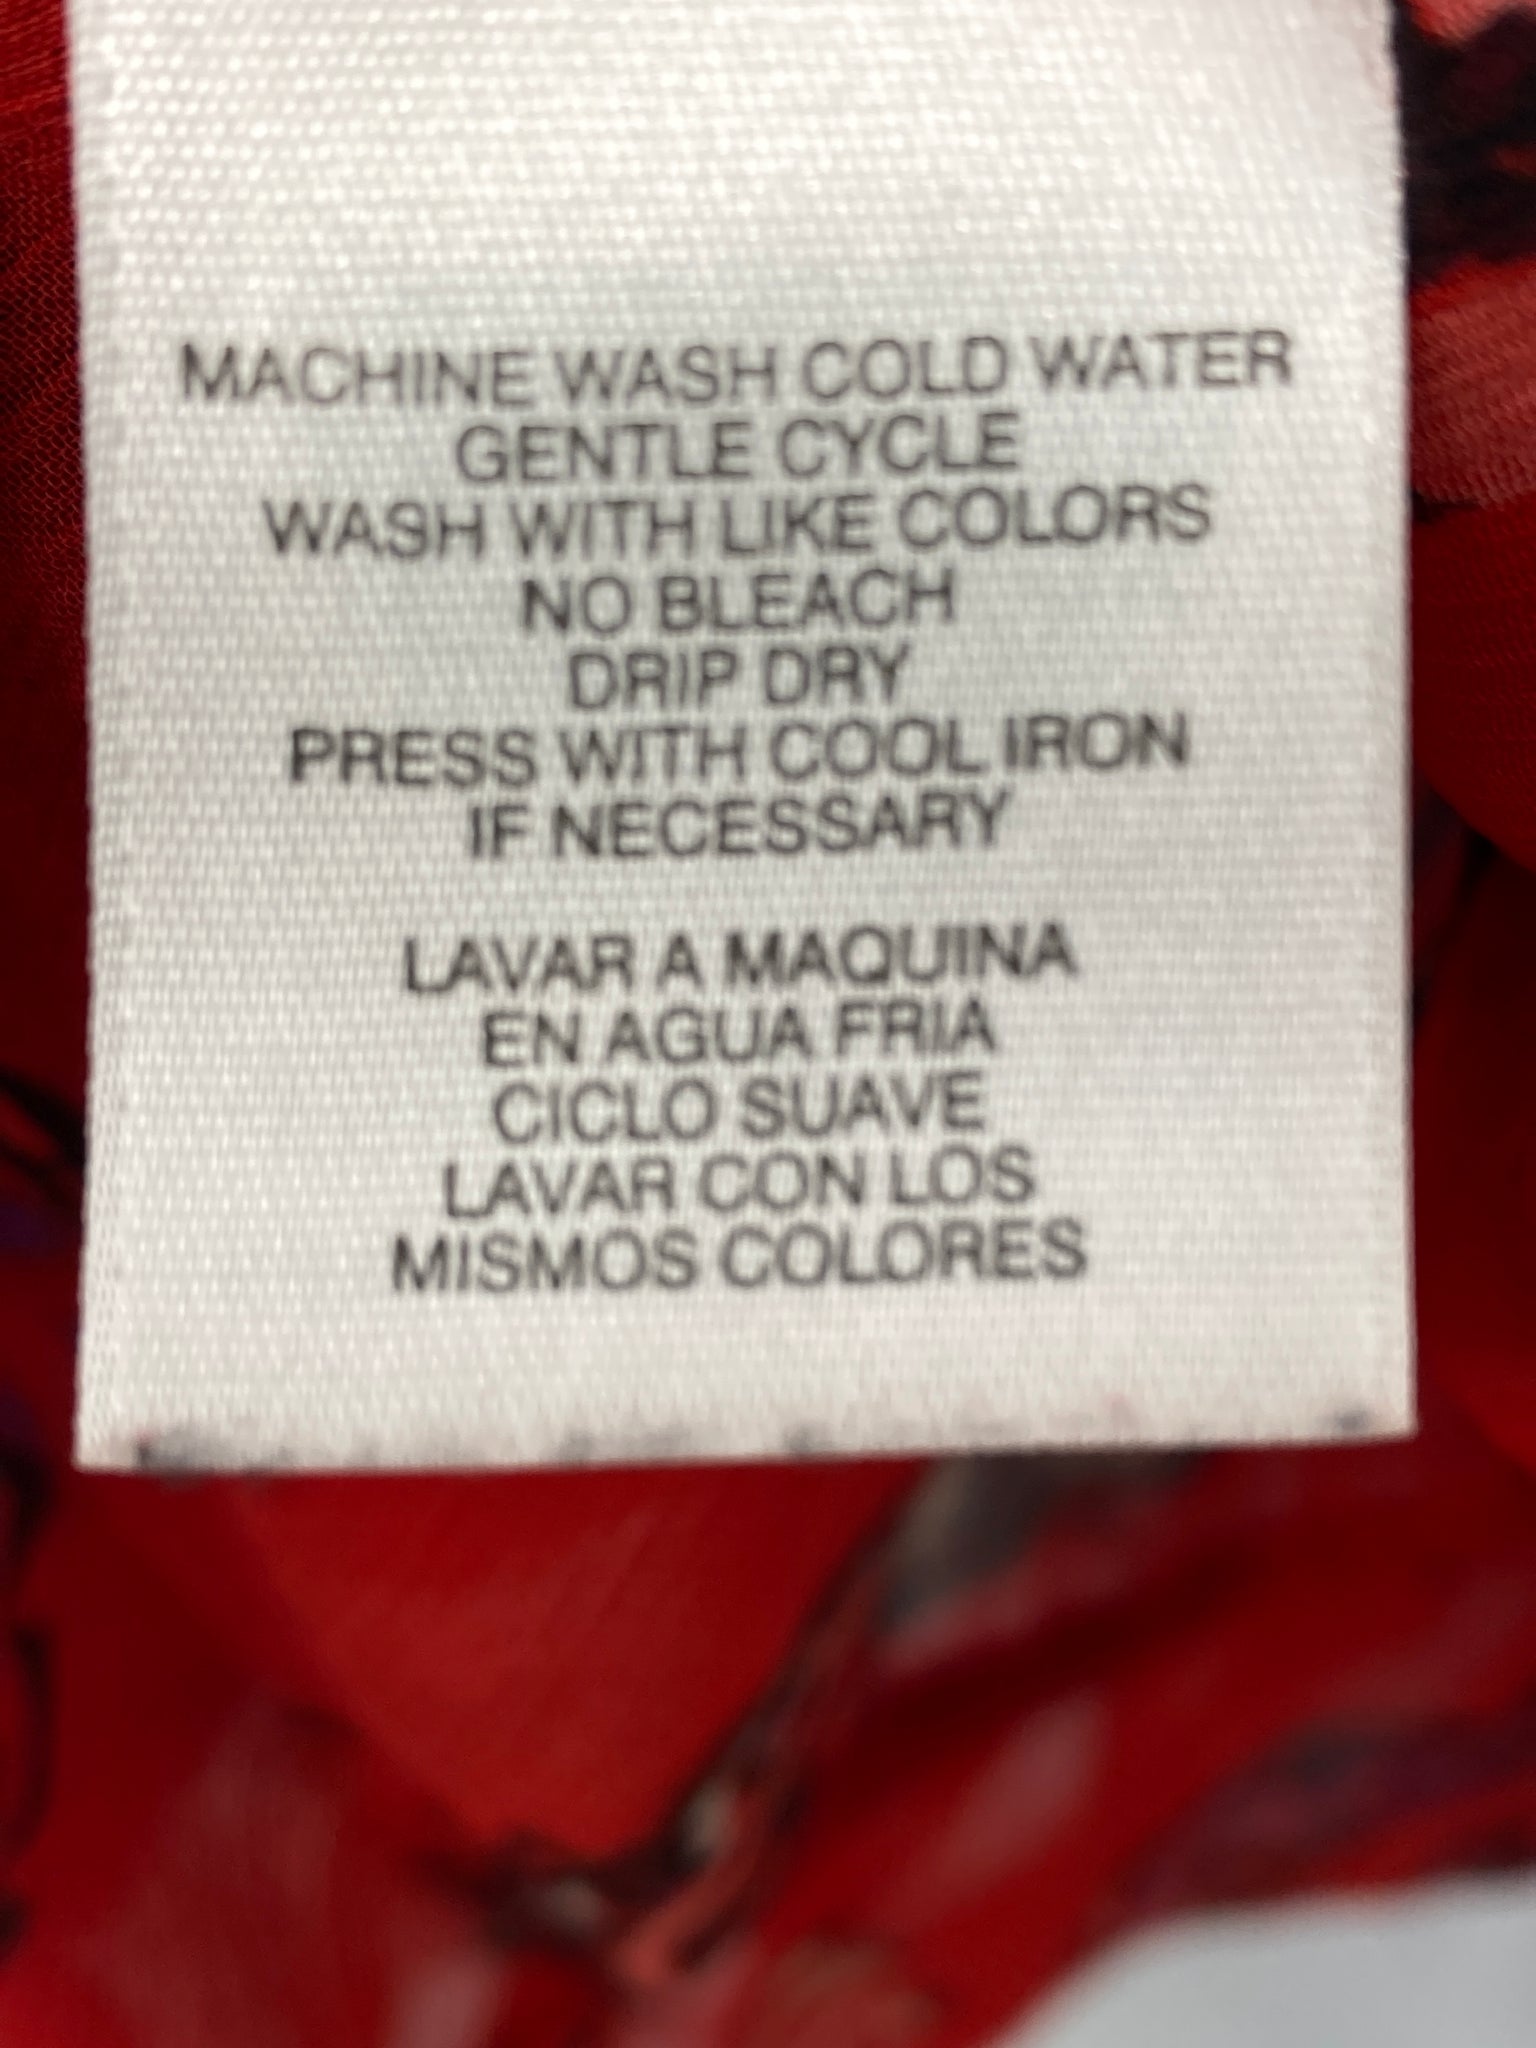 MACHINE WASH COLD WATER
GENTLE CYCLE
WASH WITH LIKE COLORS
NO BLEACH
DRIP DRY
PRESS WITH COOL IRON
IF NECESSARY
LAVAR A MAQUINA
EN AGUA FRIA
CICLO SUAVE
LAVAR CON LOS
MISMOS COLORES